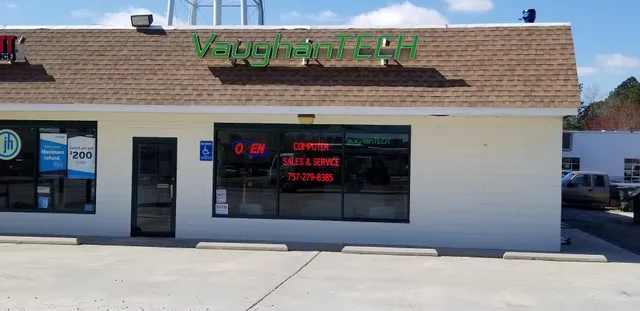 VaughanTECH
OPEN
COMPUTER
SALES & SERVICE
757-279-8385
VaughanTECH
jh
Maximum
refund.
$200